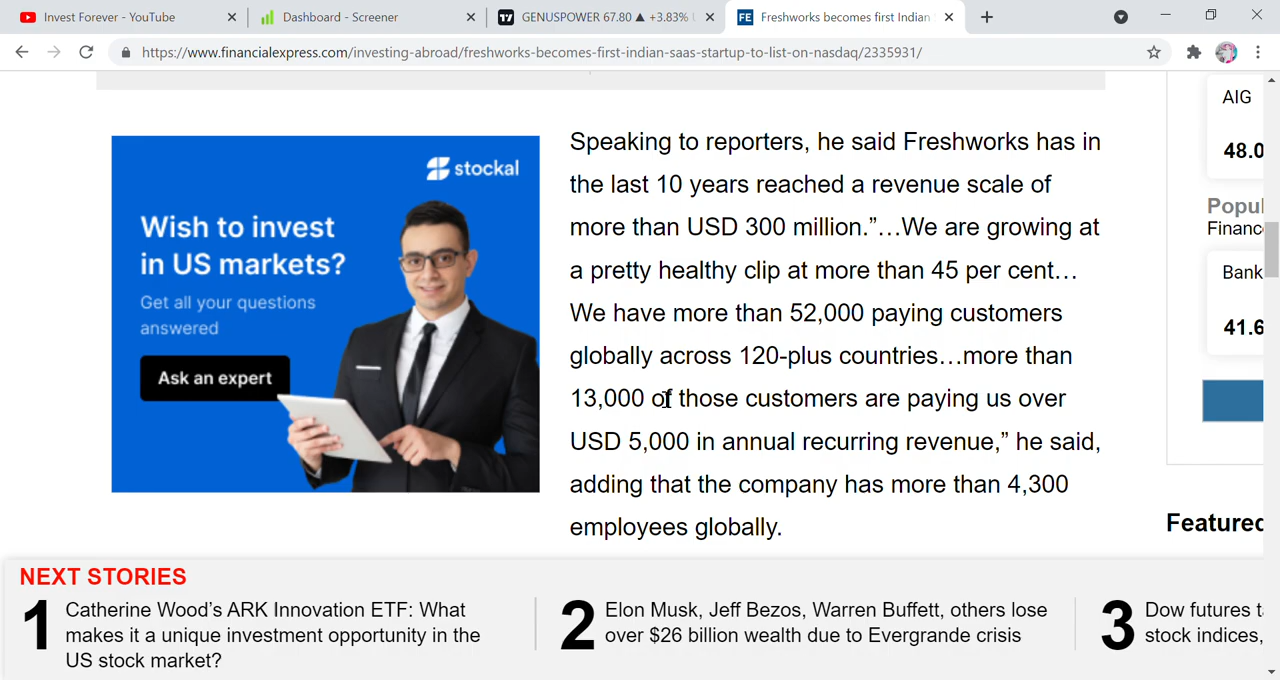 Invest Forever - YouTube
Dashboard - Screener
GENUSPOWER 67.80 ▲ +3.83%
Freshworks becomes first Indian
https://www.financialexpress.com/investing-abroad/freshworks-becomes-first-indian-saas-startup-to-list-on-nasdaq/2335931/
stockal
Wish to invest
in US markets?
Get all your questions
answered
Ask an expert
Speaking to reporters, he said Freshworks has in
the last 10 years reached a revenue scale of
more than USD 300 million.”…We are growing at
a pretty healthy clip at more than 45 per cent…
We have more than 52,000 paying customers
globally across 120-plus countries…more than
13,000 of those customers are paying us over
USD 5,000 in annual recurring revenue,” he said,
adding that the company has more than 4,300
employees globally.
AIG
48.0
Popul
Financ
Bank
41.6
Featured
NEXT STORIES
1
Catherine Wood’s ARK Innovation ETF: What
makes it a unique investment opportunity in the
US stock market?
2
Elon Musk, Jeff Bezos, Warren Buffett, others lose
over $26 billion wealth due to Evergrande crisis
3
Dow futures
stock indices,